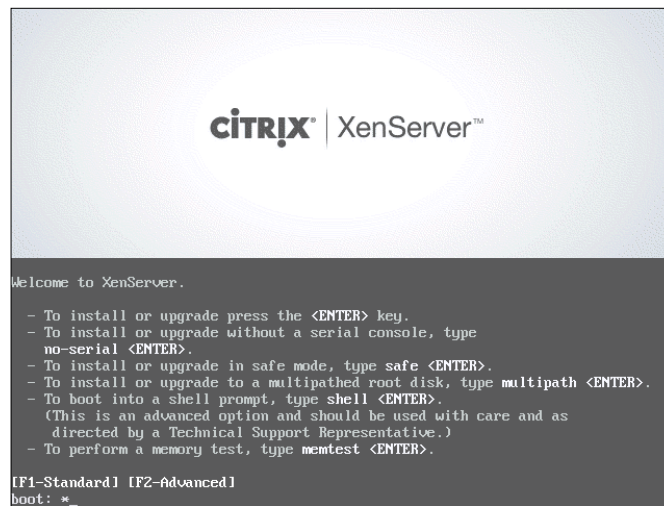 CİTRIX® | XenServer™
Welcome to XenServer.
- To install or upgrade press the <ENTER> key.
- To install or upgrade without a serial console, type
no-serial <ENTER>.
- To install or upgrade in safe mode, type safe <ENTER>.
- To install or upgrade to a multipathed root disk, type multipath <ENTER>.
- To boot into a shell prompt, type shell <ENTER>.
(This is an advanced option and should be used with care and as
directed by a Technical Support Representative.)
- To perform a memory test, type memtest <ENTER>.
[F1-Standard] [F2-Advanced]
boot: *_